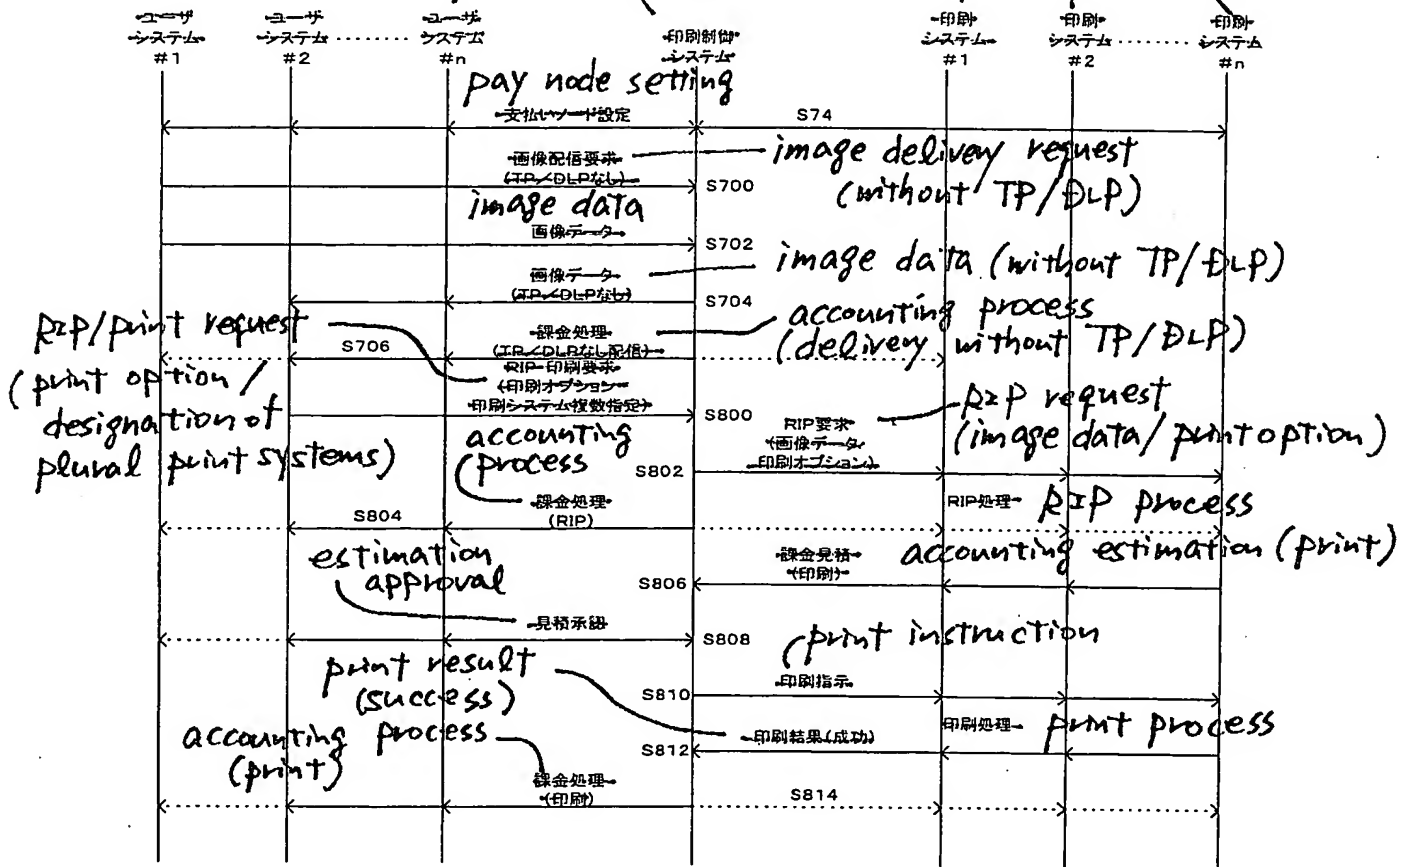 ユーザ
システム
#1
ユーザ
システム
#2
ユーザ
システム
#n
印刷制御
システム
印刷
システム
#1
印刷
システム
#2
印刷
システム
#n
pay node setting
支払いノード設定
S74
画像配信要求
(TP/DLPなし)
image delivery request
(without TP/DLP)
S700
image data
画像データ
S702
画像データ
(TP/DLPなし)
image data (without TP/DLP)
S704
RIP/print request
(print option/
designation of
plural print systems)
課金処理
(TP/DLPなし配信)
accounting process
(delivery without TP/DLP)
S706
RIP 印刷要求
(印刷オプション
印刷システム複数指定)
S800
RIP要求
(画像データ
印刷オプション)
RIP request
(image data/print option)
S802
accounting
process
課金処理
(RIP)
S804
RIP処理
RIP process
課金見積
(印刷)
accounting estimation (print)
S806
estimation
approval
見積承認
S808
print instruction
印刷指示
S810
print result
(success)
印刷結果(成功)
S812
印刷処理
print process
accounting process
(print)
課金処理
(印刷)
S814